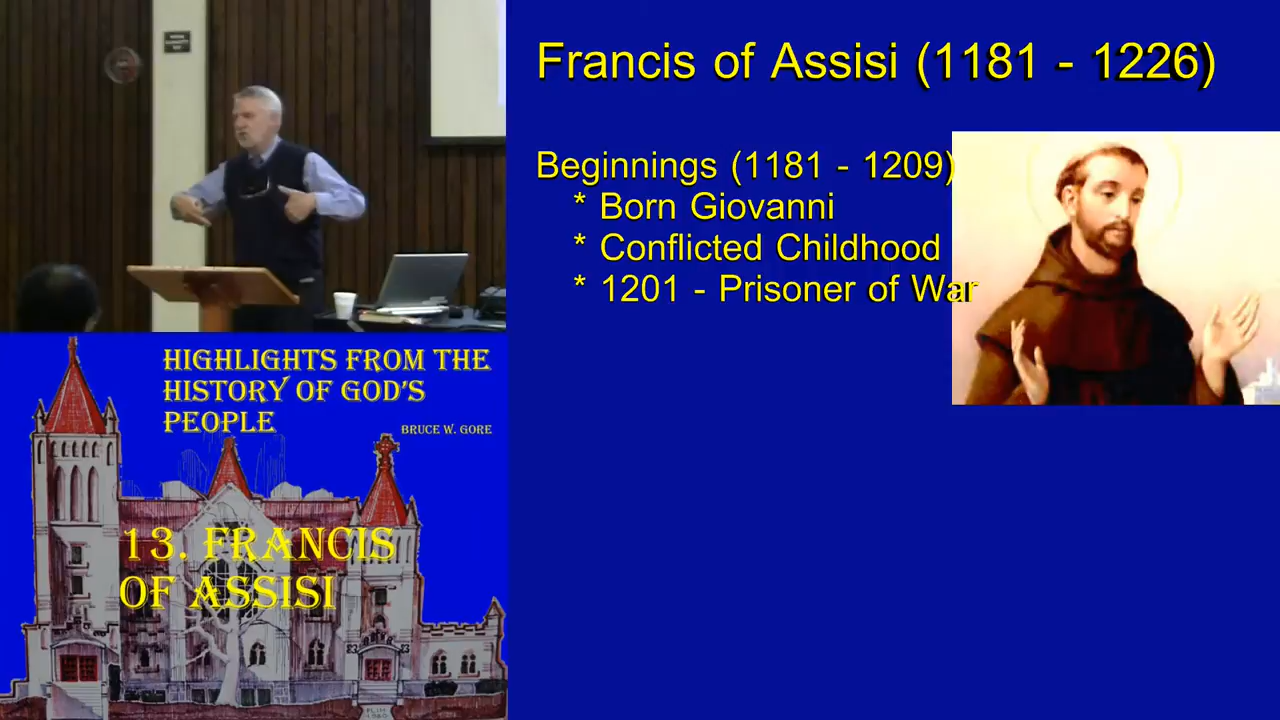 Francis of Assisi (1181 - 1226)
Beginnings (1181 - 1209)
* Born Giovanni
* Conflicted Childhood
* 1201 - Prisoner of War
HIGHLIGHTS FROM THE
HISTORY OF GOD'S
PEOPLE
BRUCE W. GORE
13. FRANCIS
OF ASSISI